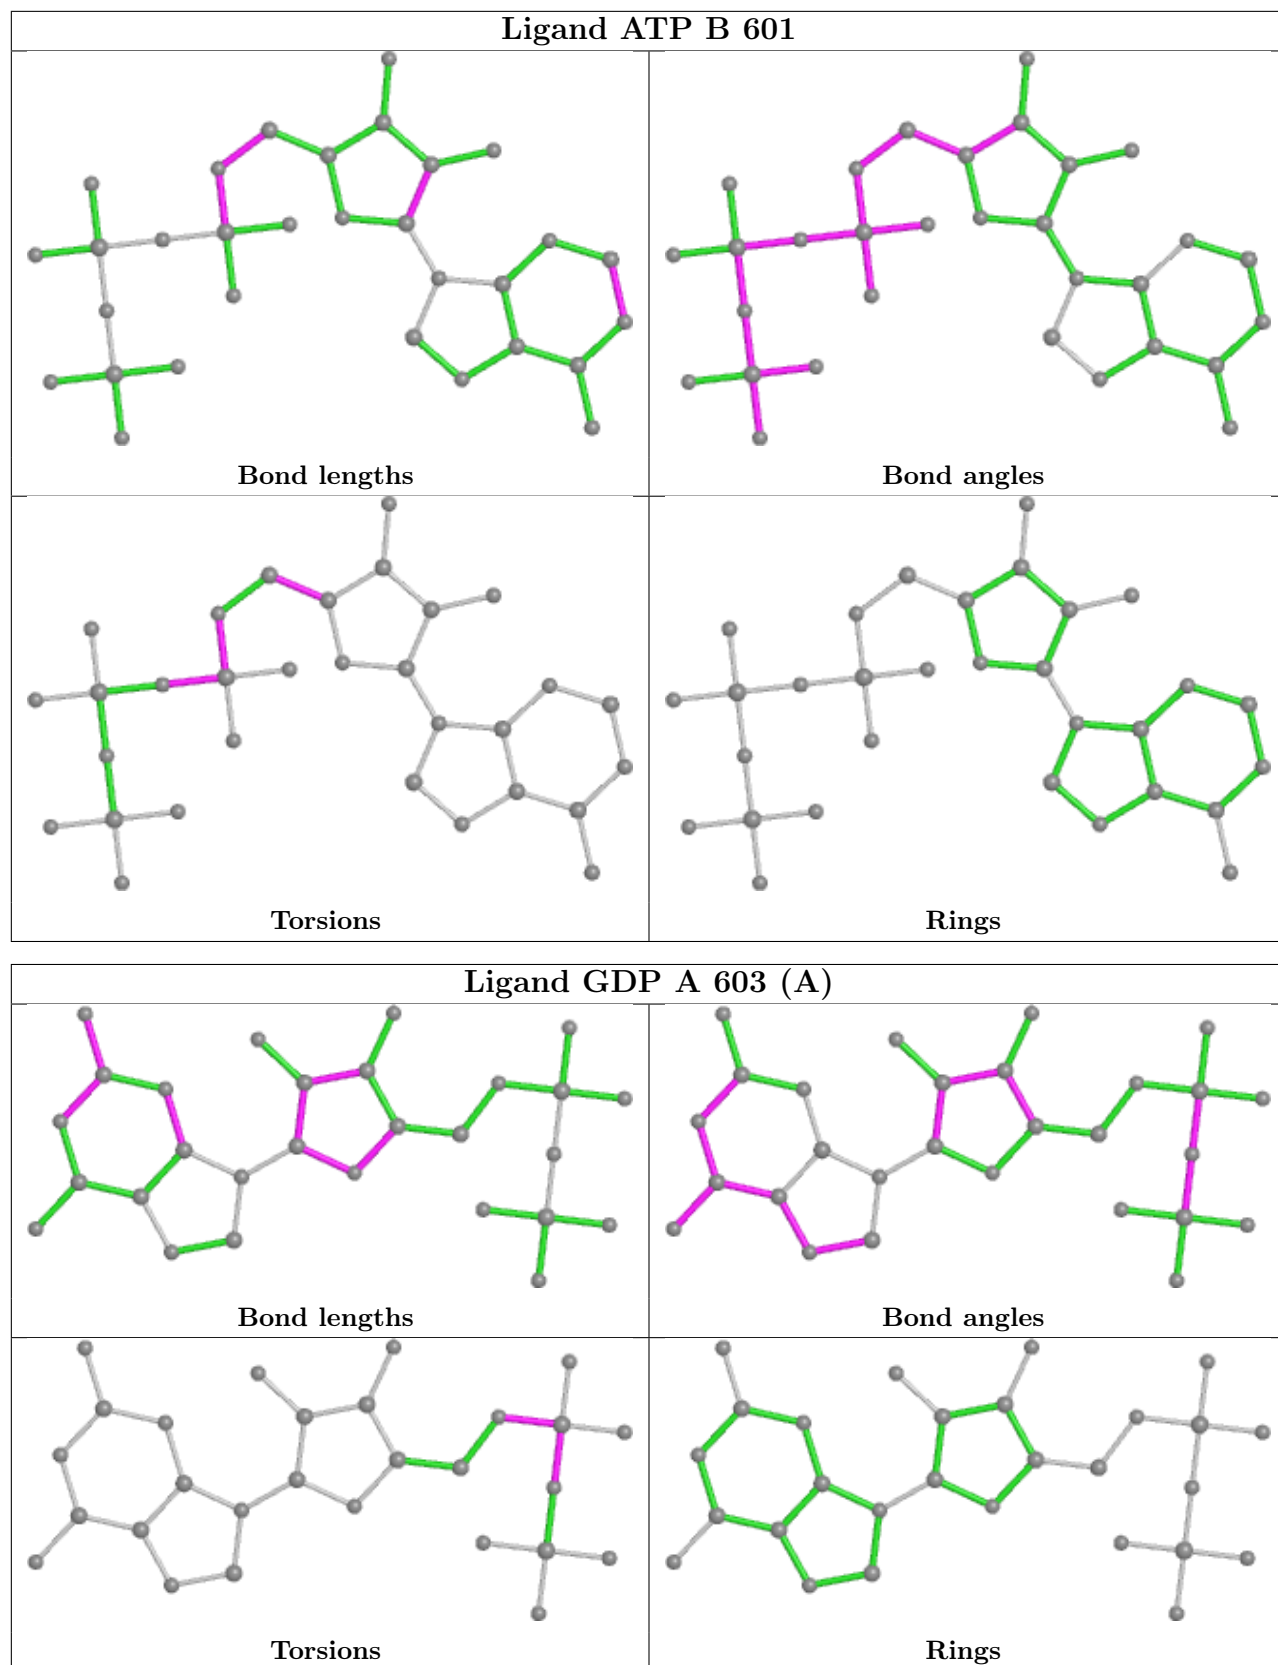 Ligand ATP B 601
Bond lengths
Bond angles
Torsions
Rings
Ligand GDP A 603 (A)
Bond lengths
Bond angles
Torsions
Rings